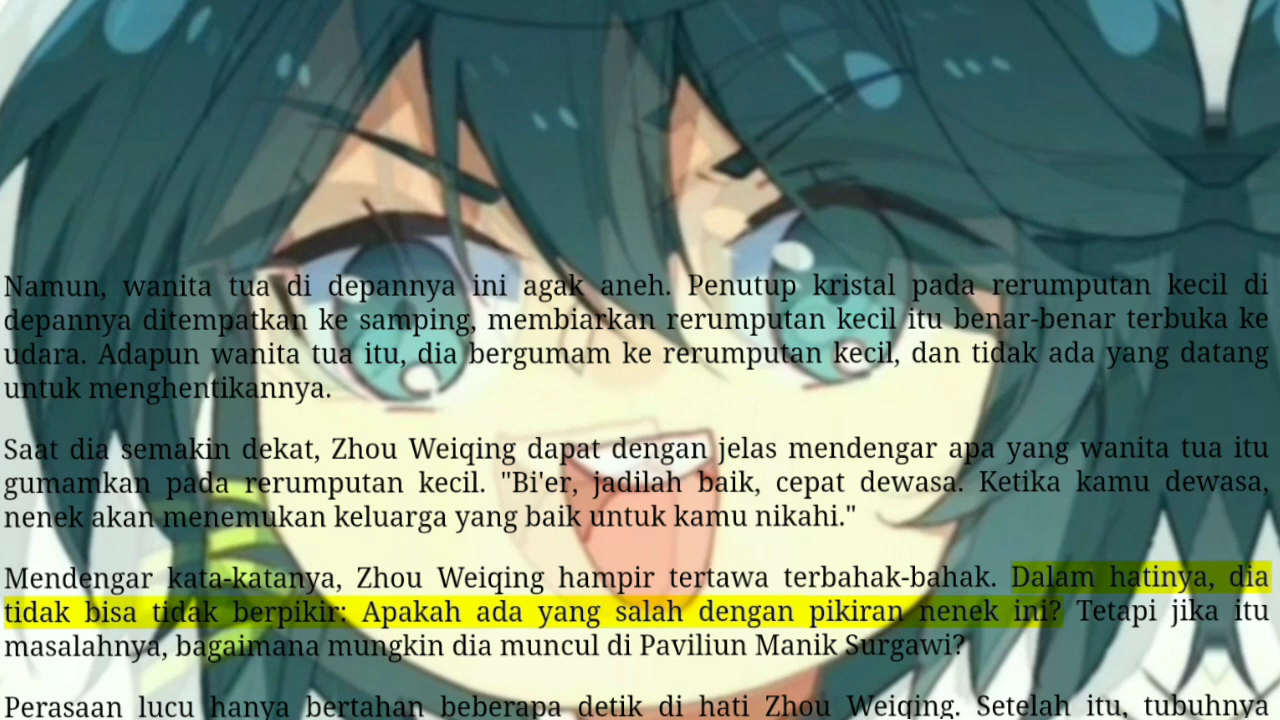 Namun, wanita tua di depannya ini agak aneh. Penutup kristal pada rerumputan kecil di
depannya ditempatkan ke samping, membiarkan rerumputan kecil itu benar-benar terbuka ke
udara. Adapun wanita tua itu, dia bergumam ke rerumputan kecil, dan tidak ada yang datang
untuk menghentikannya.
Saat dia semakin dekat, Zhou Weiqing dapat dengan jelas mendengar apa yang wanita tua itu
gumamkan pada rerumputan kecil. "Bi'er, jadilah baik, cepat dewasa. Ketika kamu dewasa,
nenek akan menemukan keluarga yang baik untuk kamu nikahi."
Mendengar kata-katanya, Zhou Weiqing hampir tertawa terbahak-bahak. Dalam hatinya, dia
tidak bisa tidak berpikir: Apakah ada yang salah dengan pikiran nenek ini? Tetapi jika itu
masalahnya, bagaimana mungkin dia muncul di Paviliun Manik Surgawi?
Perasaan lucu hanya bertahan beberapa detik di hati Zhou Weiqing. Setelah itu, tubuhnya